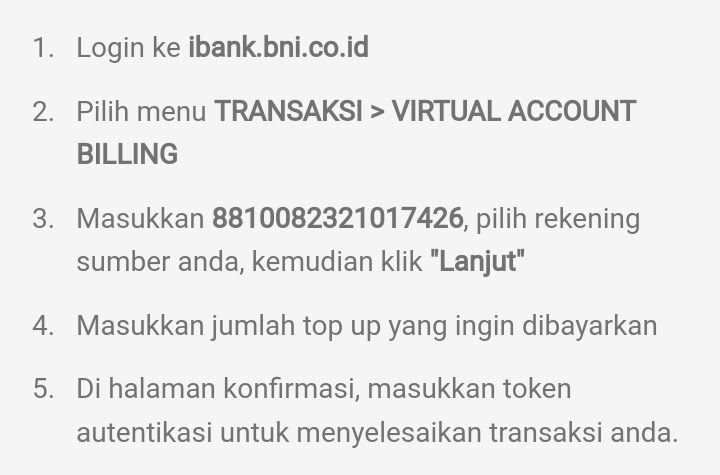 1. Login ke ibank.bni.co.id
2. Pilih menu TRANSAKSI > VIRTUAL ACCOUNT
BILLING
3. Masukkan 8810082321017426, pilih rekening
sumber anda, kemudian klik "Lanjut"
4. Masukkan jumlah top up yang ingin dibayarkan
5. Di halaman konfirmasi, masukkan token
autentikasi untuk menyelesaikan transaksi anda.